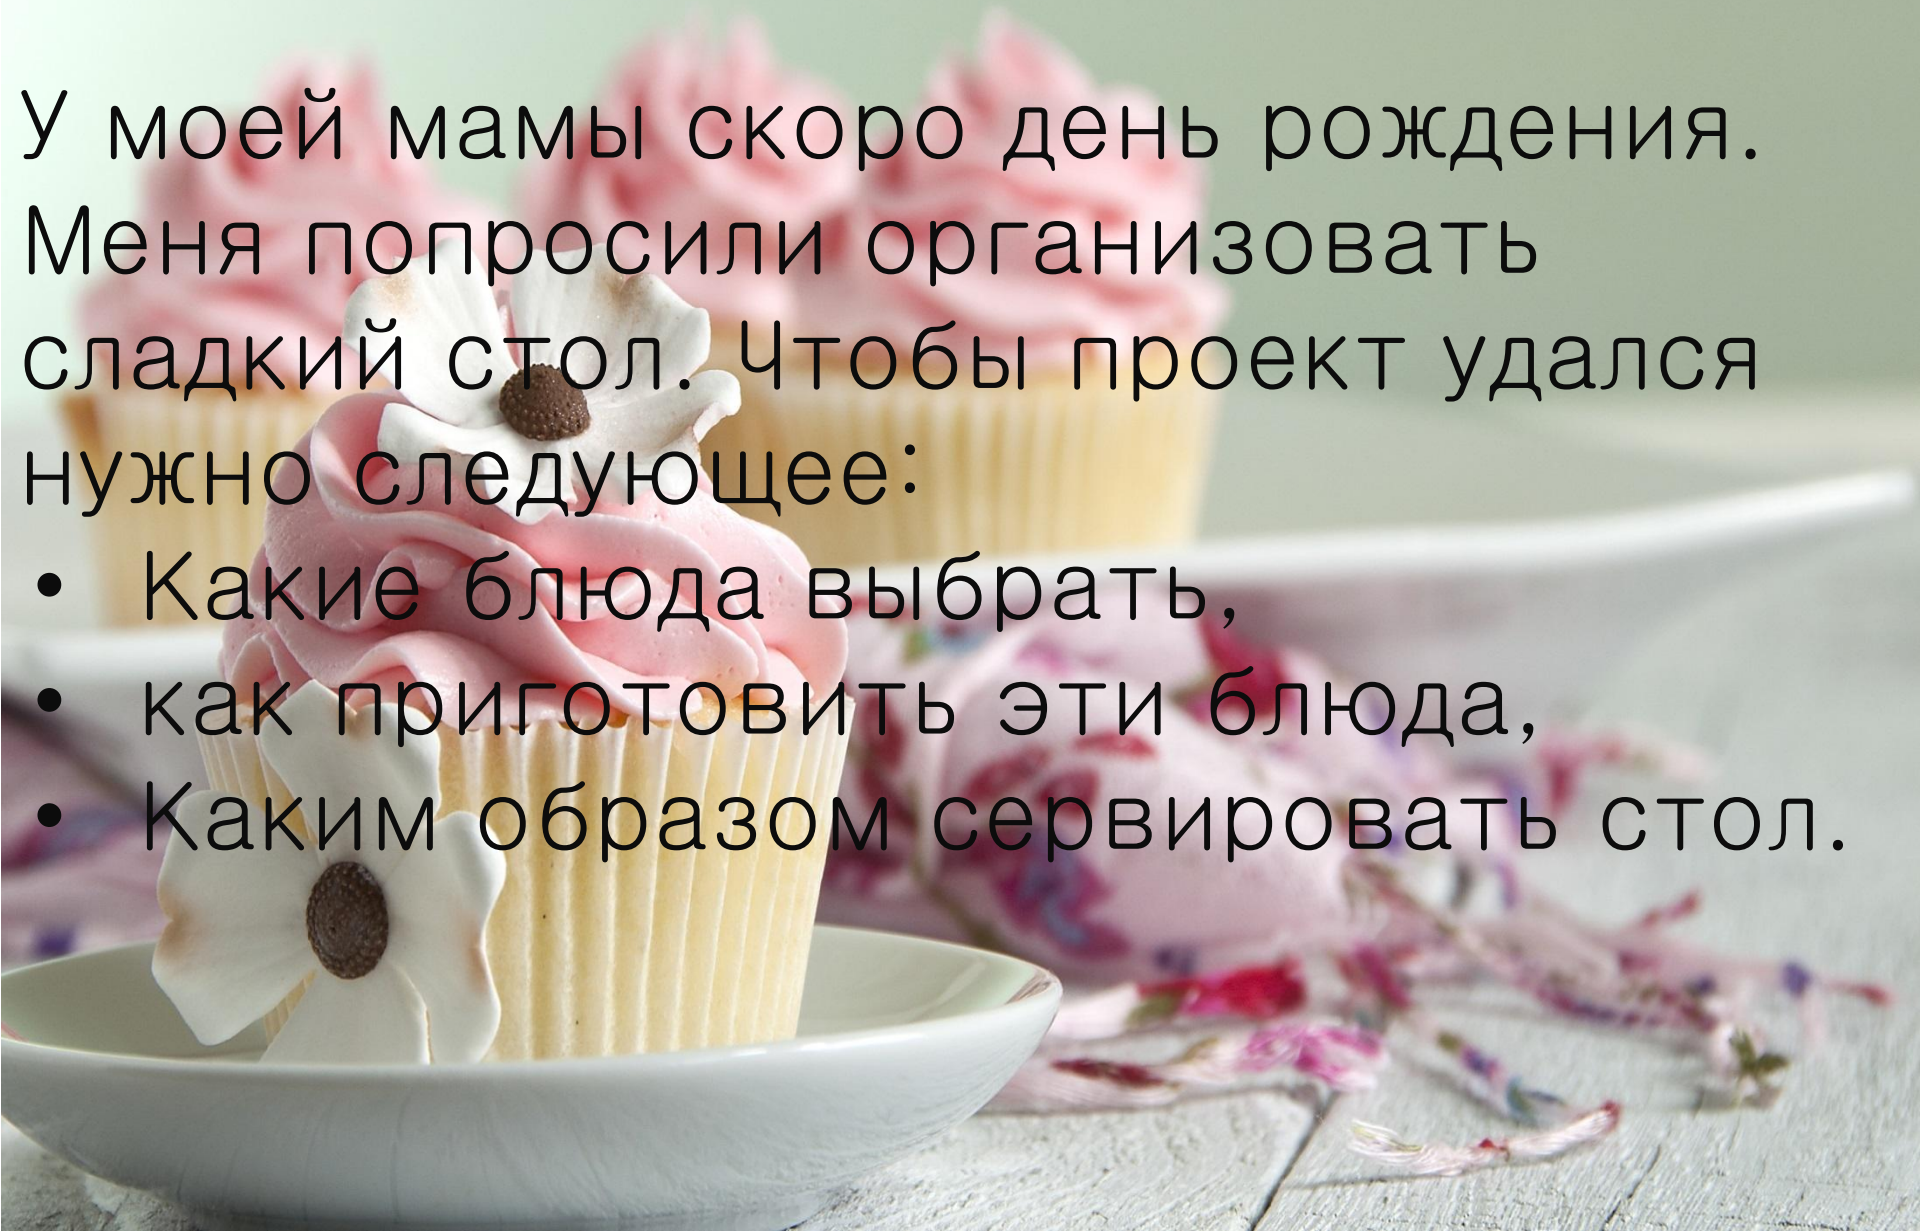 У моей мамы скоро день рождения.
Меня попросили организовать
сладкий стол. Чтобы проект удался
нужно следующее:
• Какие блюда выбрать,
• как приготовить эти блюда,
• Каким образом сервировать стол.